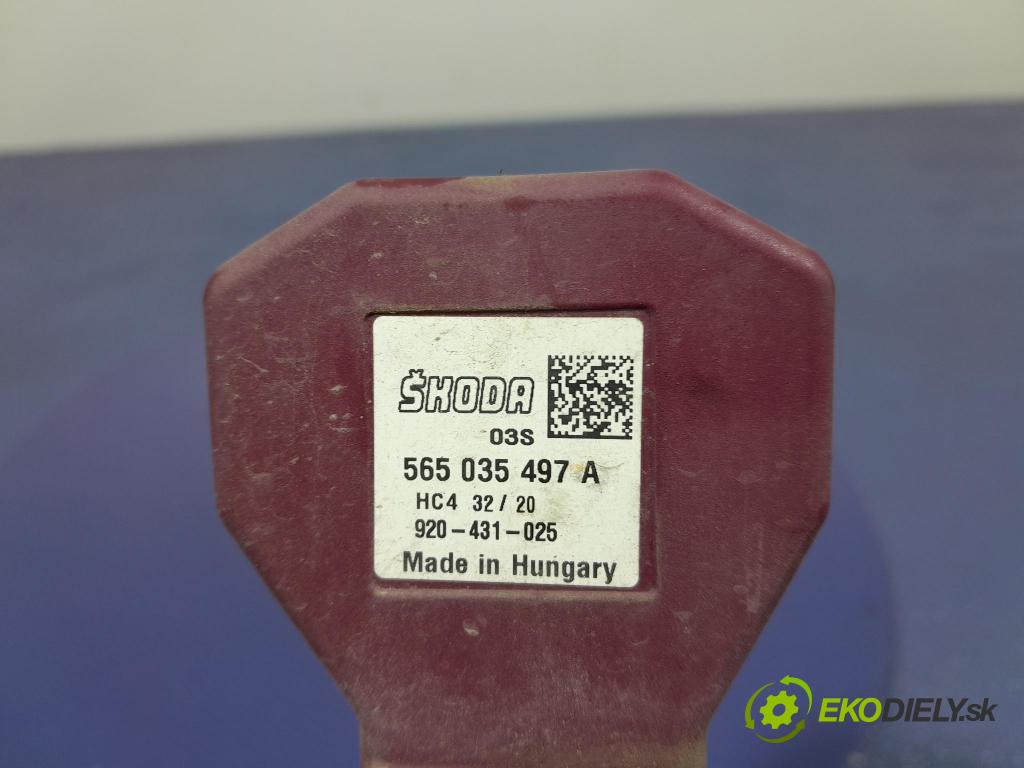 ŠKODA
03S
565 035 497 A
HC4 32 / 20
920-431-025
Made in Hungary
EKODIELY.sk